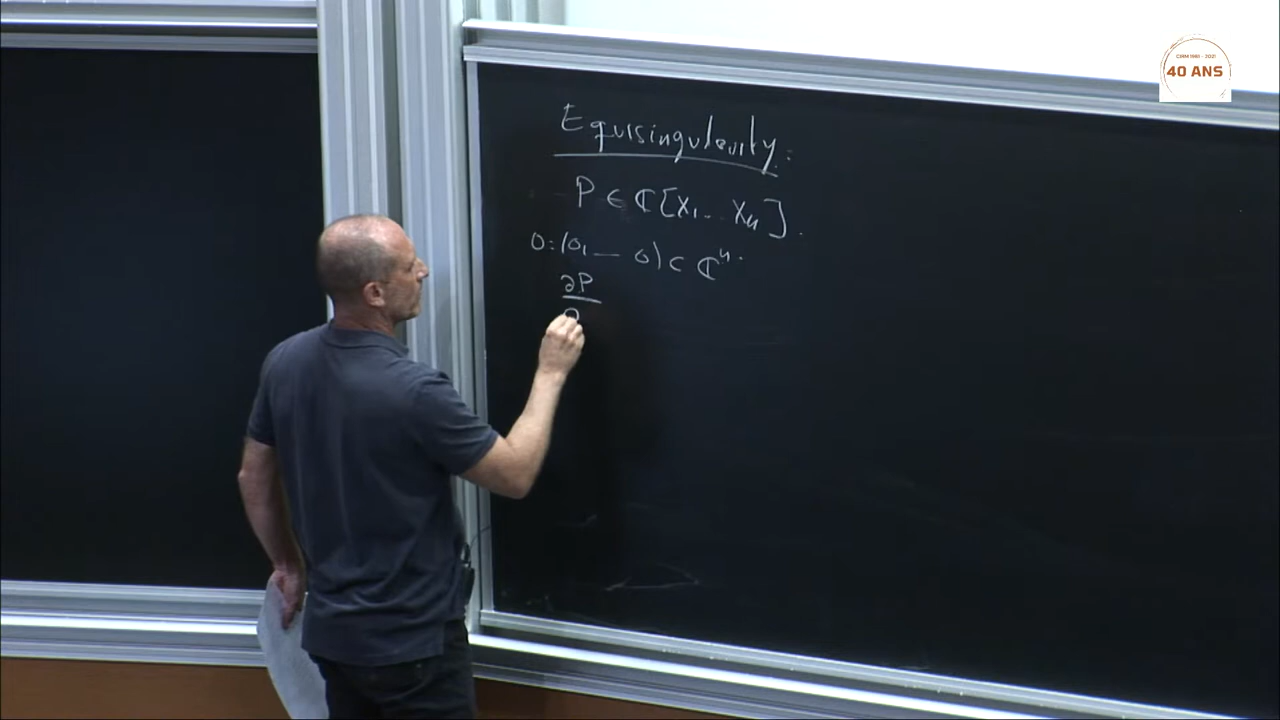 Equisingularity:
P ∈ ℂ[X₁ … Xₙ].
0:(0, — 0) ⊂ ℂⁿ.
∂P
∂
CIRM 1981 - 2021
40 ANS